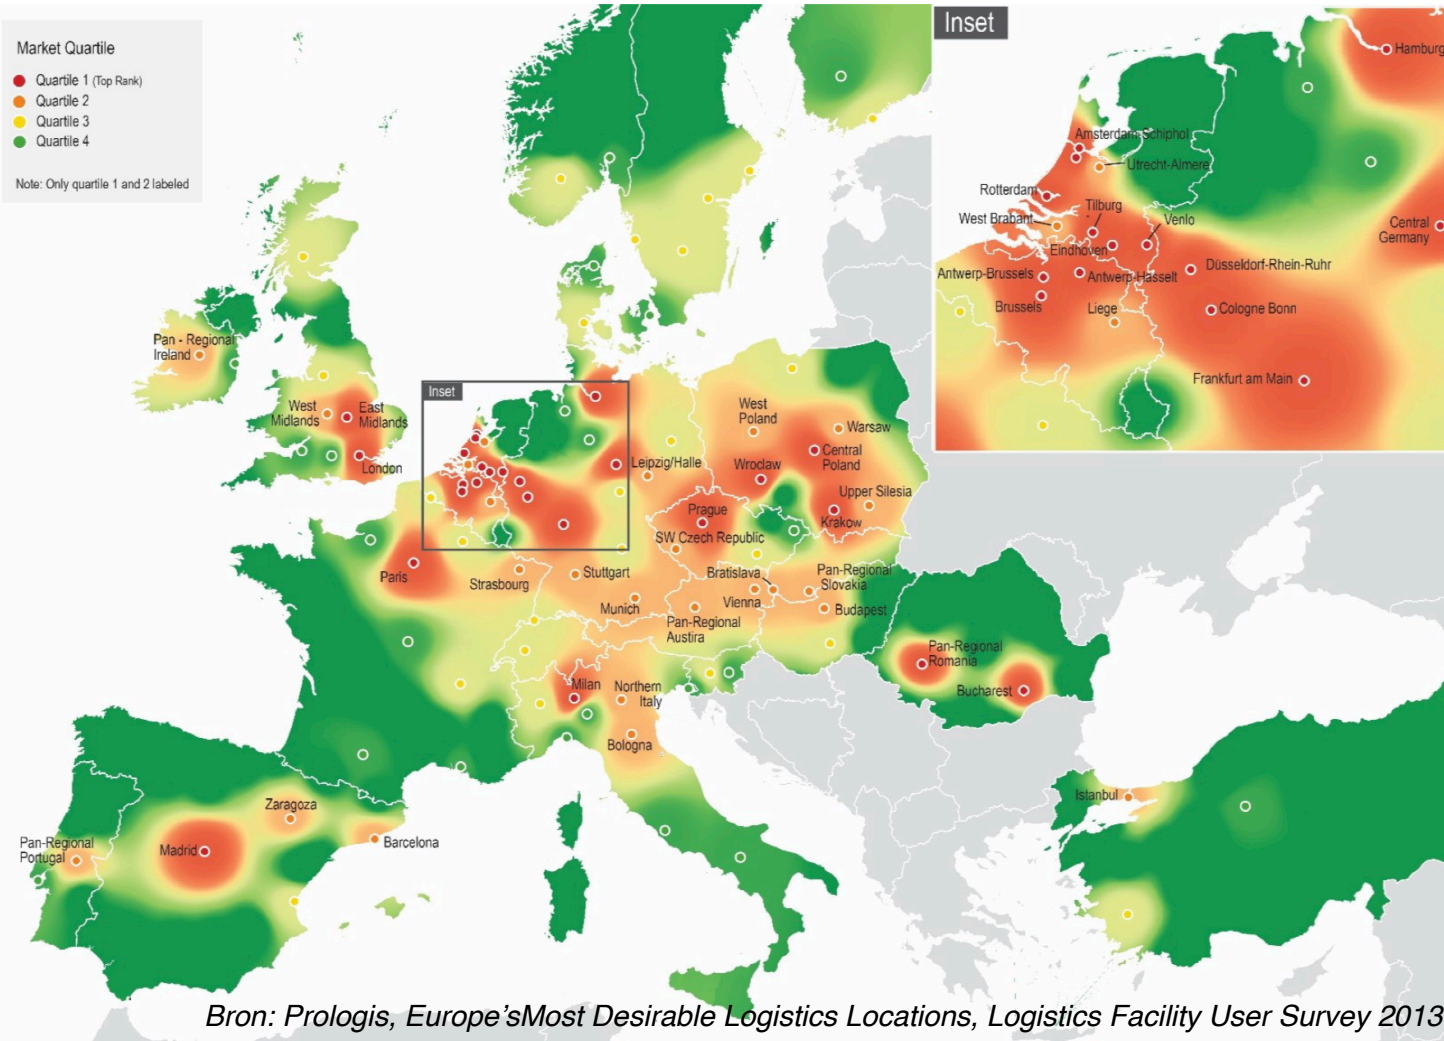 Market Quartile
Quartile 1 (Top Rank)
Quartile 2
Quartile 3
Quartile 4
Note: Only quartile 1 and 2 labeled
Inset
Hamburg
Amsterdam-Schiphol
Utrecht-Almere
Rotterdam
Tilburg
West Brabant
Venlo
Central
Germany
Eindhoven
Düsseldorf-Rhein-Ruhr
Antwerp-Brussels
Antwerp-Hasselt
Brussels
Liege
Cologne Bonn
Frankfurt am Main
Pan - Regional
Ireland
Inset
West
Midlands
East
Midlands
London
West
Poland
Warsaw
Central
Poland
Leipzig/Halle
Wroclaw
Upper Silesia
Prague
Krakow
SW Czech Republic
Paris
Strasbourg
Stuttgart
Bratislava
Pan-Regional
Slovakia
Munich
Vienna
Budapest
Pan-Regional
Austira
Pan-Regional
Romania
Milan
Northern
Italy
Bucharest
Bologna
Zaragoza
Istanbul
Pan-Regional
Portugal
Madrid
Barcelona
Bron: Prologis, Europe'sMost Desirable Logistics Locations, Logistics Facility User Survey 2013